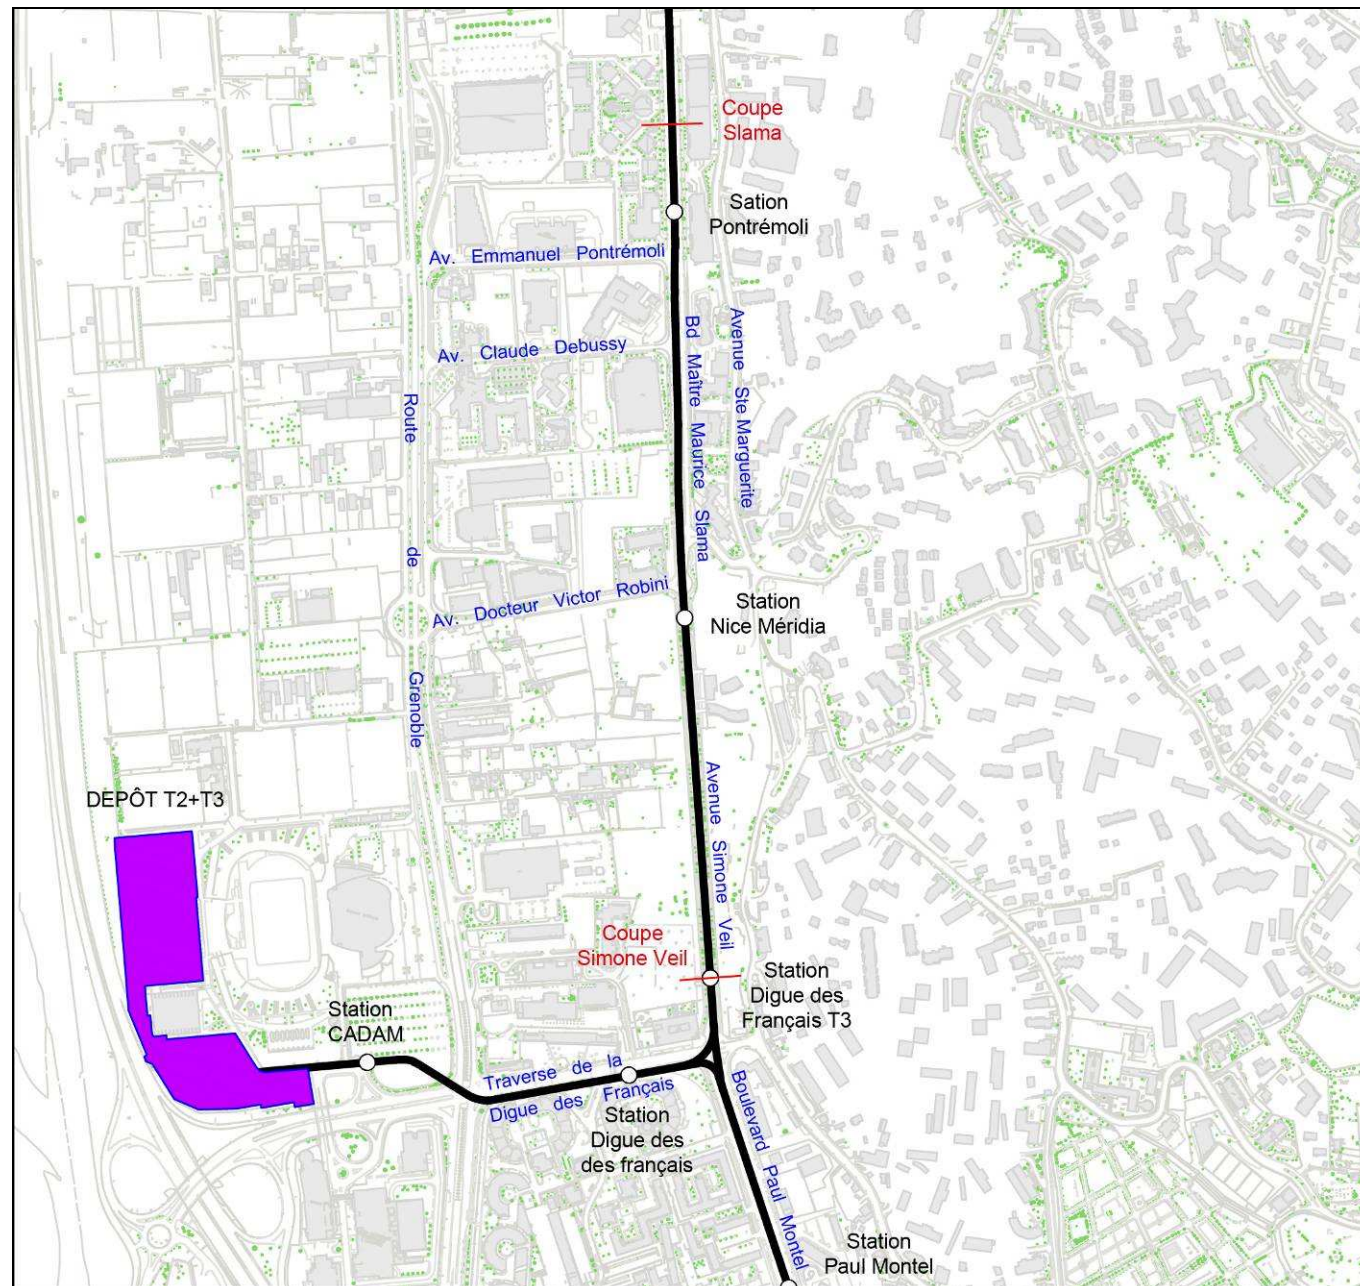 Coupe
Slama
Sation
Pontrémoli
Av. Emmanuel Pontrémoli
Bd Maître Maurice Slama
Avenue Ste Marguerite
Av. Claude Debussy
Route de Grenoble
Av. Docteur Victor Robini
Station
Nice Méridia
Avenue Simone Veil
DEPÔT T2+T3
Coupe
Simone Veil
Station
Digue des
Français T3
Station
CADAM
Traverse de la
Digue des Français
Station
Digue des
des français
Boulevard Paul Montel
Station
Paul Montel